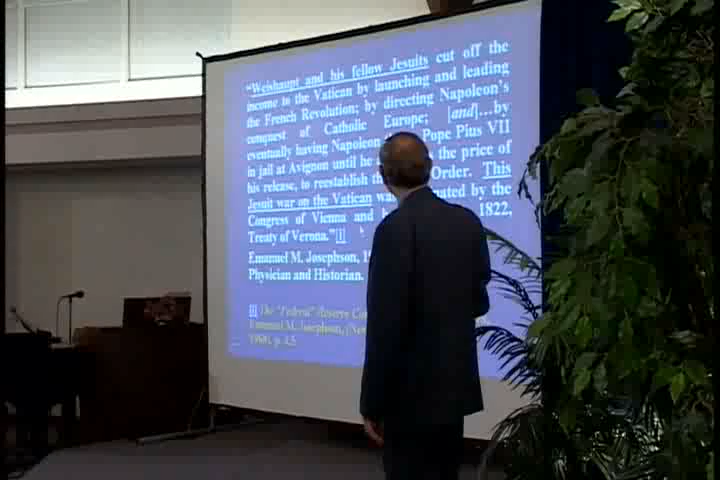 “Weishaupt and his fellow Jesuits cut off the
income to the Vatican by launching and leading
the French Revolution; by directing Napoleon's
conquest of Catholic Europe; [and]...by
eventually having Napoleon Pope Pius VII
in jail at Avignon until he the price of
his release, to reestablish the Order. This
Jesuit war on the Vatican was by the
Congress of Vienna and 1822,
Treaty of Verona.”[1]
Emanuel M. Josephson,
Physician and Historian.
[1] The "Federal" Reserve
Emanuel M. Josephson,
1968), p. 4,5.